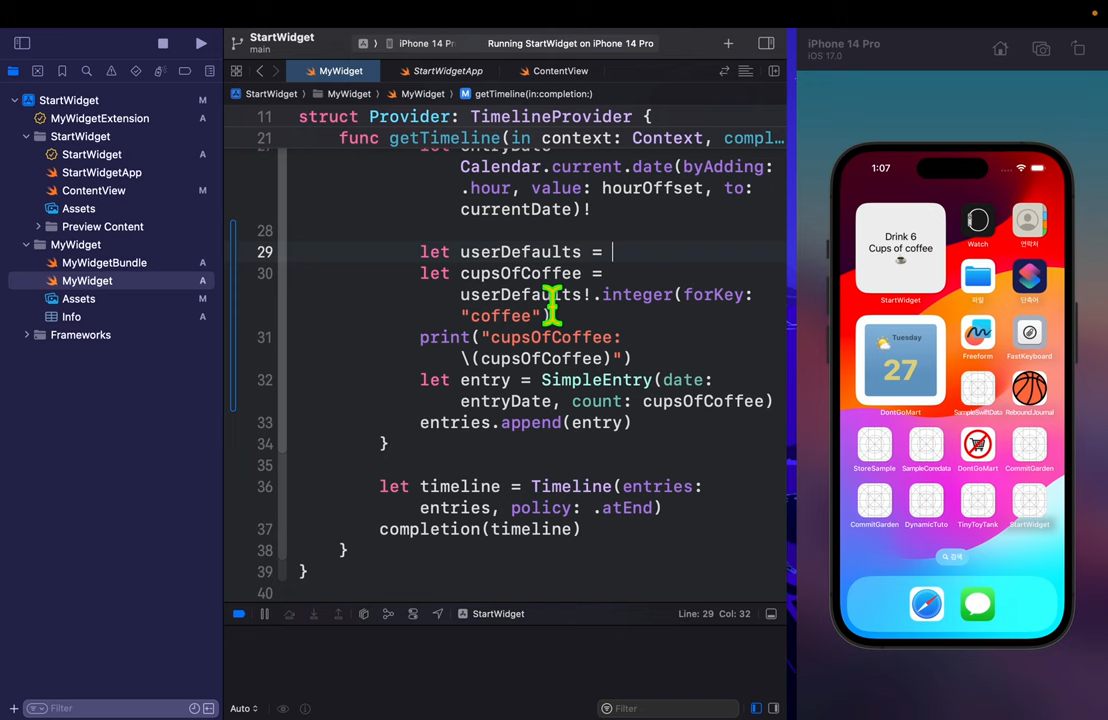 StartWidget
main
iPhone 14 Pr
Running StartWidget on iPhone 14 Pro
MyWidget
StartWidgetApp
ContentView
StartWidget
MyWidget
MyWidget
M getTimeline(in:completion:)
StartWidget M
MyWidgetExtension A
StartWidget
StartWidget A
StartWidgetApp A
ContentView M
Assets
Preview Content
MyWidget
MyWidgetBundle A
MyWidget A
Assets A
Info A
Frameworks
Filter
11 struct Provider: TimelineProvider {
21 func getTimeline(in context: Context, compl…
27 let entryDate =
Calendar.current.date(byAdding:
.hour, value: hourOffset, to:
currentDate)!
28
29 let userDefaults =
30 let cupsOfCoffee =
userDefaults!.integer(forKey:
"coffee")
31 print("cupsOfCoffee:
\(cupsOfCoffee)")
32 let entry = SimpleEntry(date:
entryDate, count: cupsOfCoffee)
33 entries.append(entry)
34 }
35
36 let timeline = Timeline(entries:
entries, policy: .atEnd)
37 completion(timeline)
38 }
39 }
40
StartWidget
Line: 29 Col: 32
Auto
Filter
iPhone 14 Pro
iOS 17.0
1:07
Drink 6
Cups of coffee
StartWidget
Watch
연락처
파일
단축어
Tuesday
27
DontGoMart
Freeform
FastKeyboard
SampleSwiftData
ReboundJournal
StoreSample
SampleCoredata
DontGoMart
CommitGarden
CommitGarden
DynamicTuto
TinyToyTank
StartWidget
검색